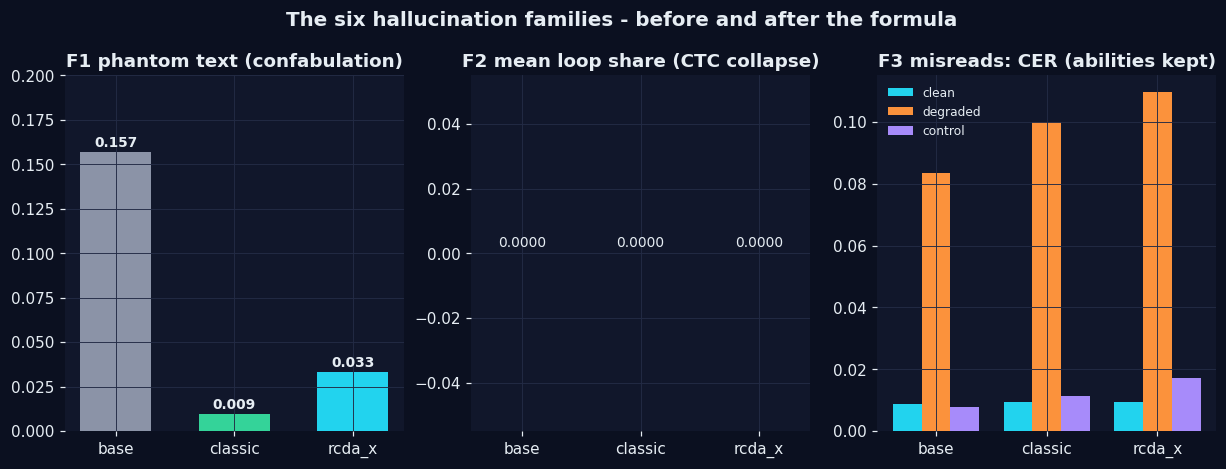 The six hallucination families - before and after the formula
F1 phantom text (confabulation)
0.200
0.175
0.150
0.125
0.100
0.075
0.050
0.025
0.000
0.157
0.009
0.033
base classic rcda_x
F2 mean loop share (CTC collapse)
0.04
0.02
0.00
−0.02
−0.04
0.0000 0.0000 0.0000
base classic rcda_x
F3 misreads: CER (abilities kept)
clean
degraded
control
0.10
0.08
0.06
0.04
0.02
0.00
base classic rcda_x